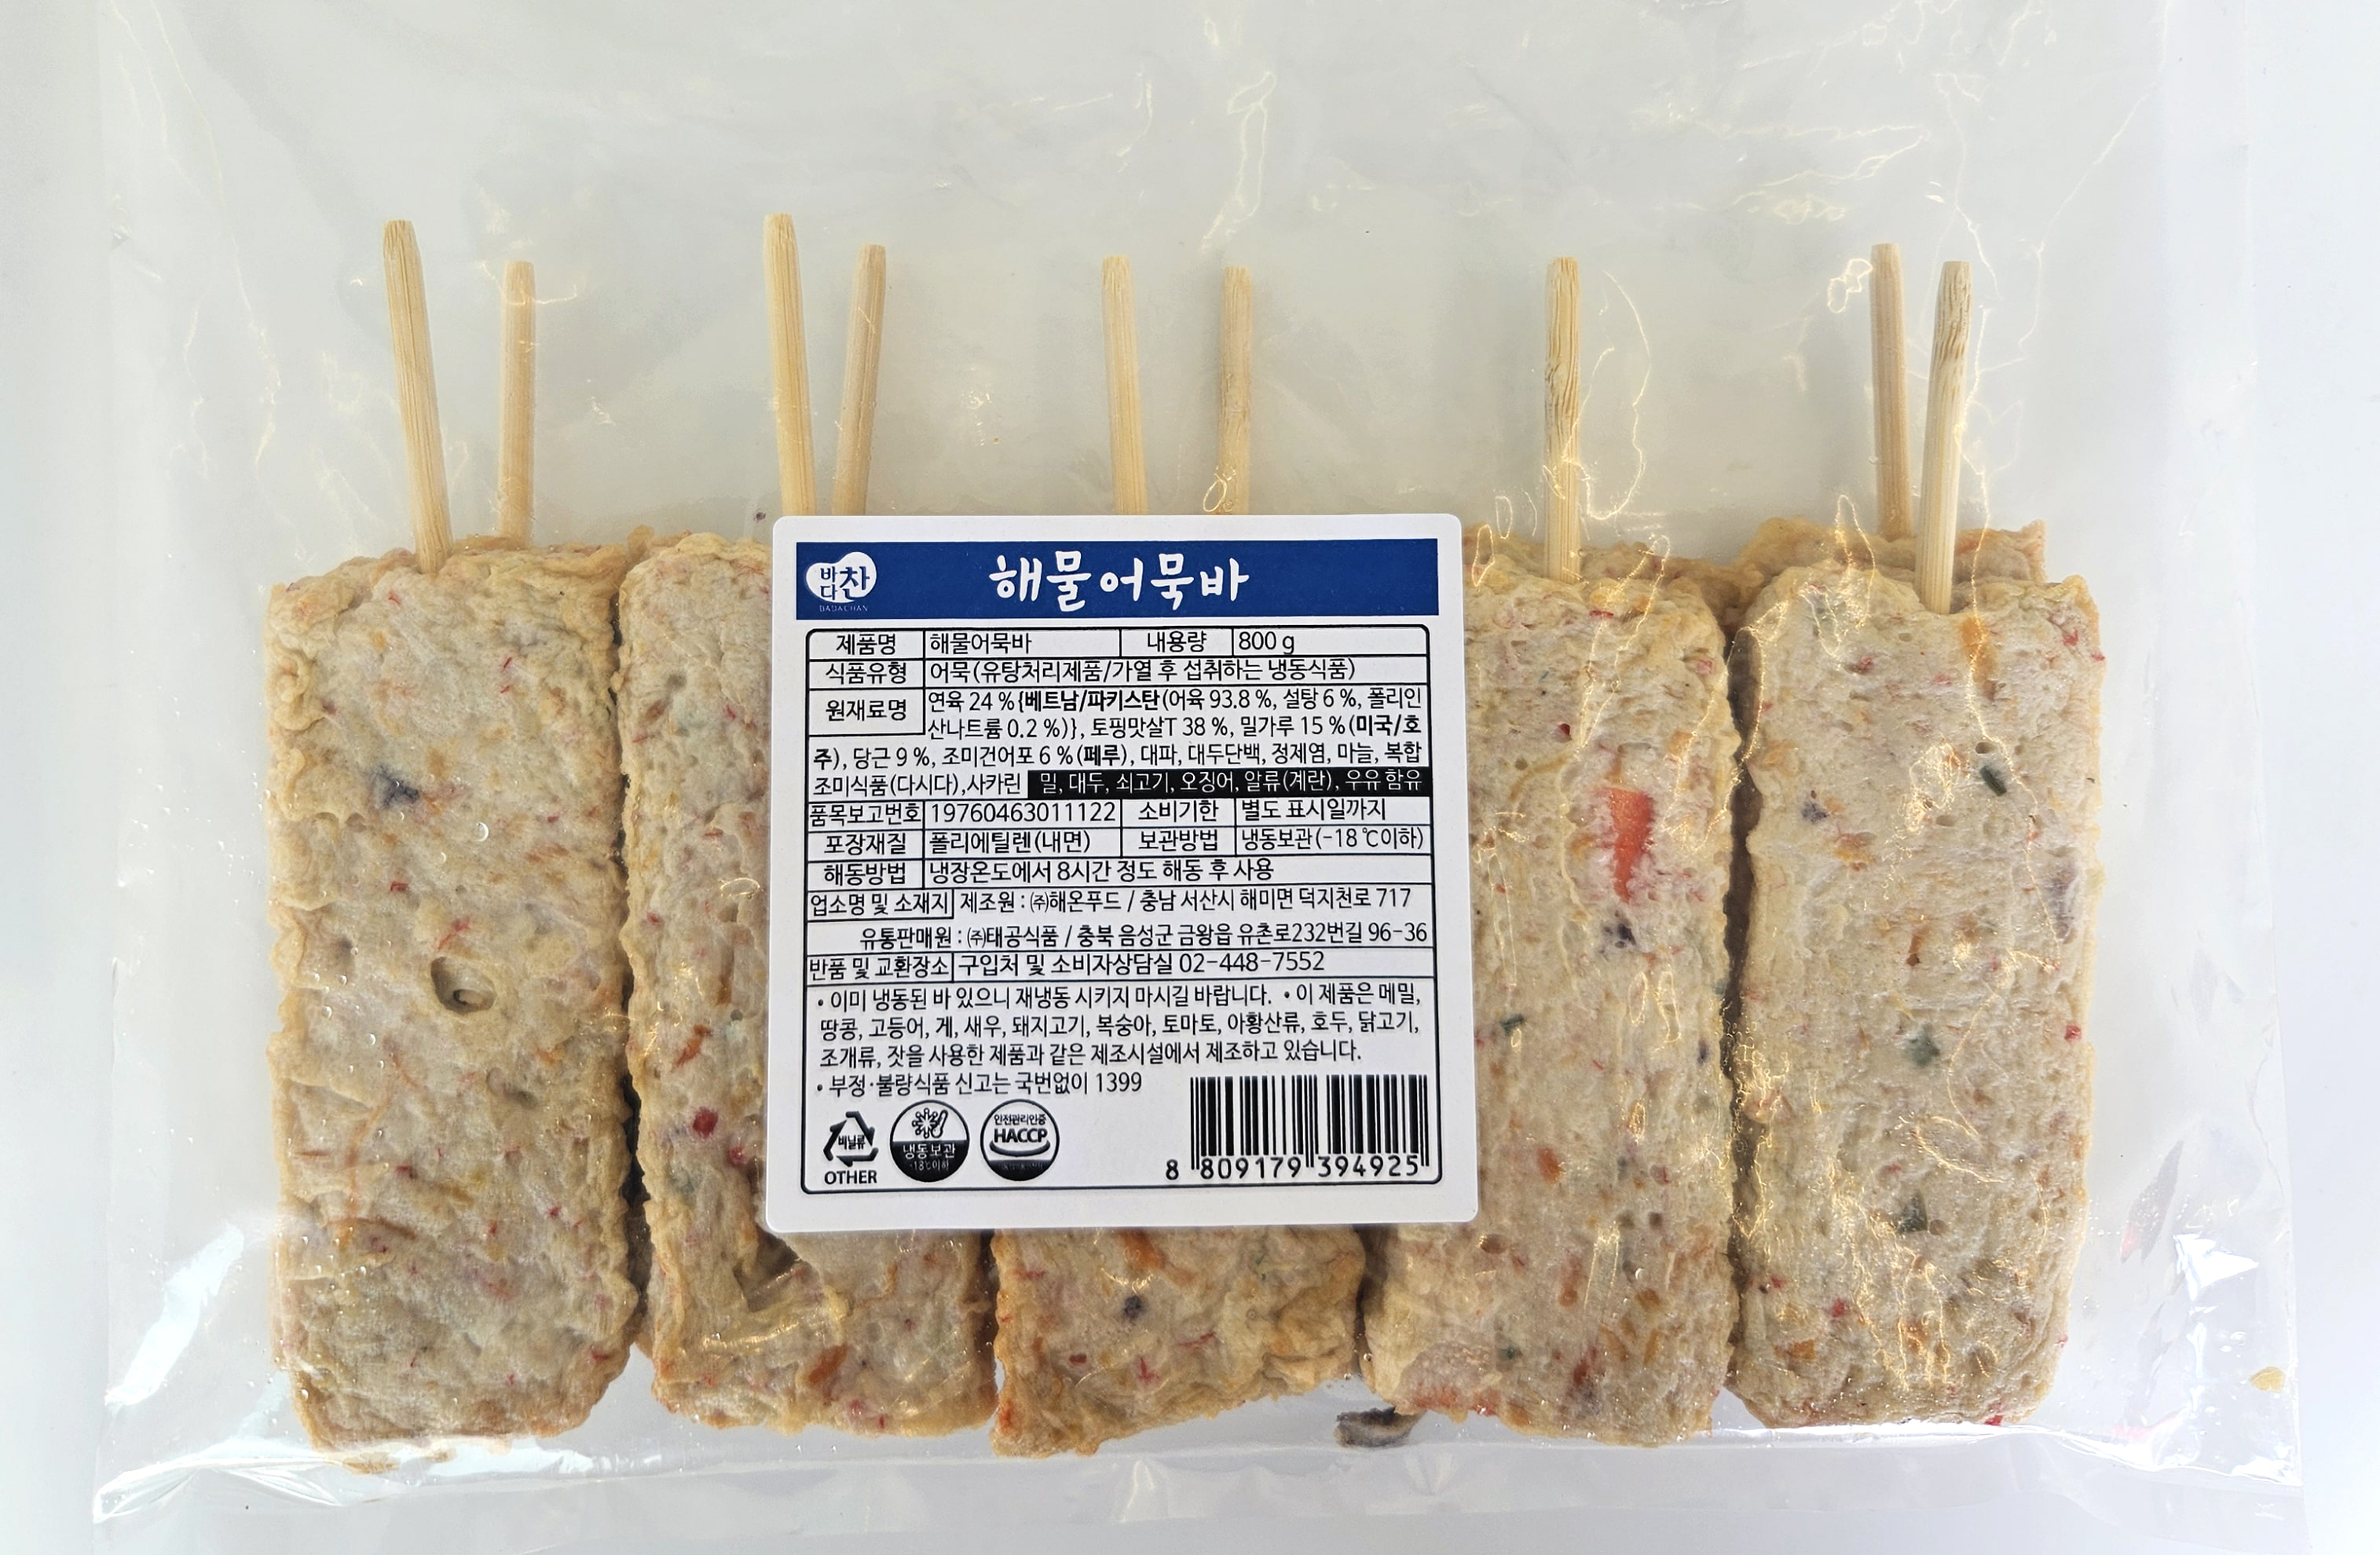 바다찬
BADACHAN
해물어묵바
제품명 해물어묵바 내용량 800 g
식품유형 어묵(유탕처리제품/가열 후 섭취하는 냉동식품)
원재료명 연육 24 %{베트남/파키스탄(어육 93.8 %, 설탕 6 %, 폴리인
산나트륨 0.2 %)}, 토핑맛살T 38 %, 밀가루 15 %(미국/호
주), 당근 9 %, 조미건어포 6 %(페루), 대파, 대두단백, 정제염, 마늘, 복합
조미식품(다시다),사카린 밀, 대두, 쇠고기, 오징어, 알류(계란), 우유 함유
품목보고번호 19760463011122 소비기한 별도 표시일까지
포장재질 폴리에틸렌(내면) 보관방법 냉동보관(-18℃이하)
해동방법 냉장온도에서 8시간 정도 해동 후 사용
업소명 및 소재지 제조원 : ㈜해온푸드 / 충남 서산시 해미면 덕지천로 717
유통판매원 : ㈜태공식품 / 충북 음성군 금왕읍 유촌로232번길 96-36
반품 및 교환장소 구입처 및 소비자상담실 02-448-7552
• 이미 냉동된 바 있으니 재냉동 시키지 마시길 바랍니다. • 이 제품은 메밀,
땅콩, 고등어, 게, 새우, 돼지고기, 복숭아, 토마토, 아황산류, 호두, 닭고기,
조개류, 잣을 사용한 제품과 같은 제조시설에서 제조하고 있습니다.
• 부정·불량식품 신고는 국번없이 1399
비닐류
OTHER
냉동보관
-18℃이하
안전관리인증
HACCP
8 809179 394925